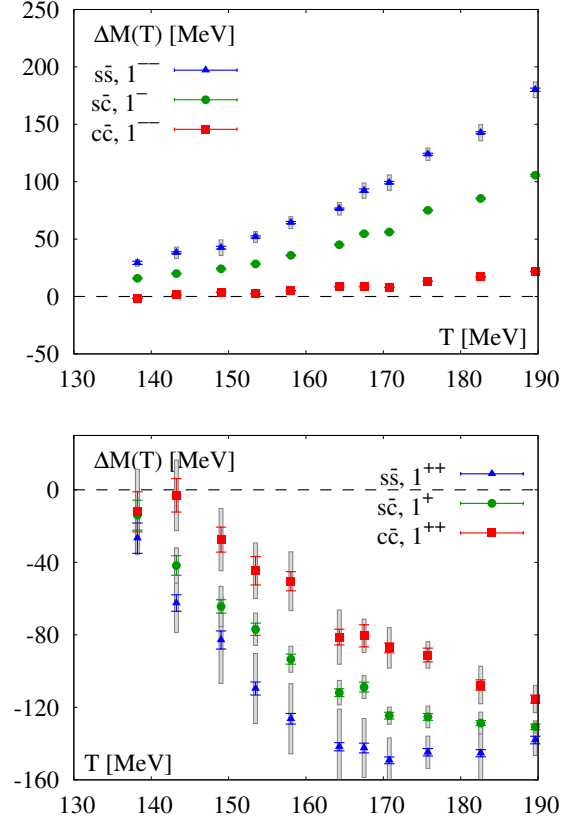 250
200
150
100
50
0
-50
ΔM(T) [MeV]
ss̄, 1⁻⁻
sc̄, 1⁻
cc̄, 1⁻⁻
T [MeV]
130 140 150 160 170 180 190
0
-40
-80
-120
-160
ΔM(T) [MeV]
ss̄, 1⁺⁺
sc̄, 1⁺
cc̄, 1⁺⁺
T [MeV]
130 140 150 160 170 180 190